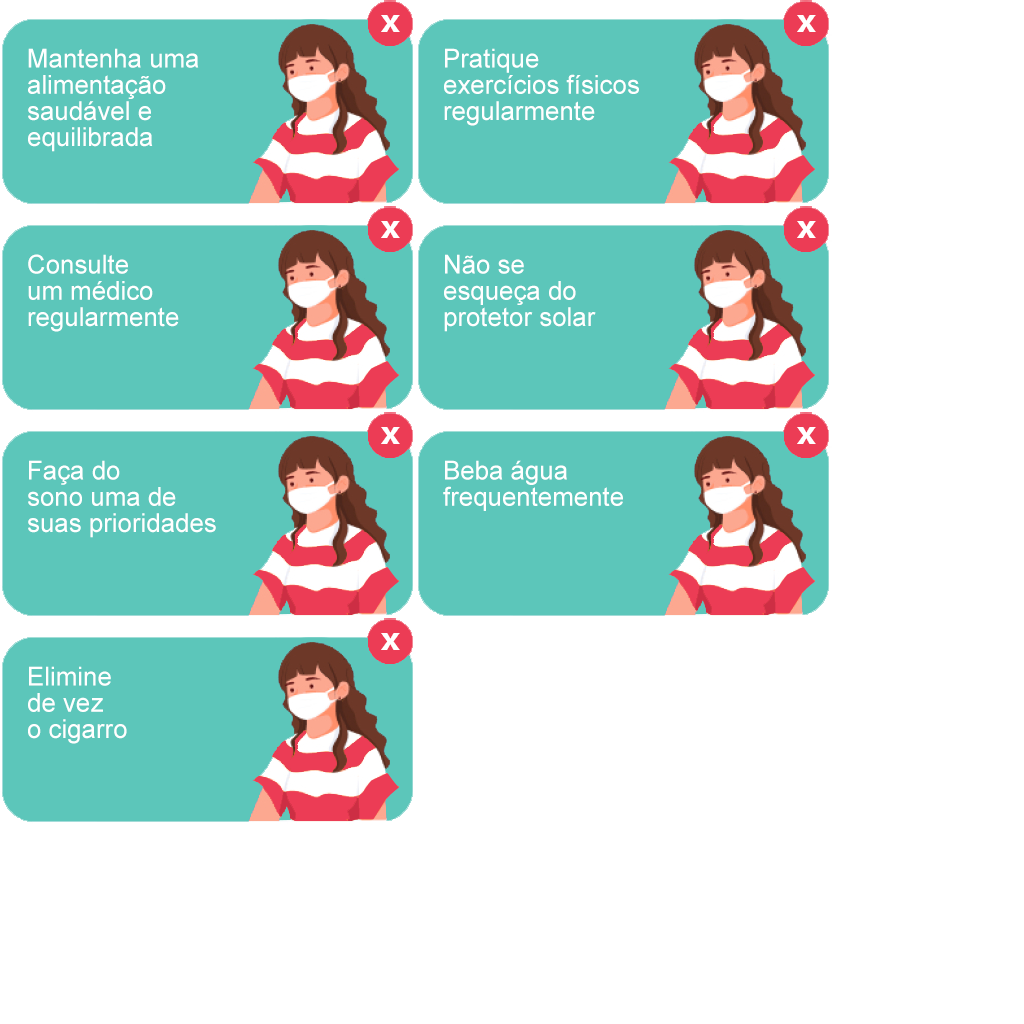 x
Mantenha uma
alimentação
saudável e
equilibrada
x
Pratique
exercícios físicos
regularmente
x
Consulte
um médico
regularmente
x
Não se
esqueça do
protetor solar
x
Faça do
sono uma de
suas prioridades
x
Beba água
frequentemente
x
Elimine
de vez
o cigarro